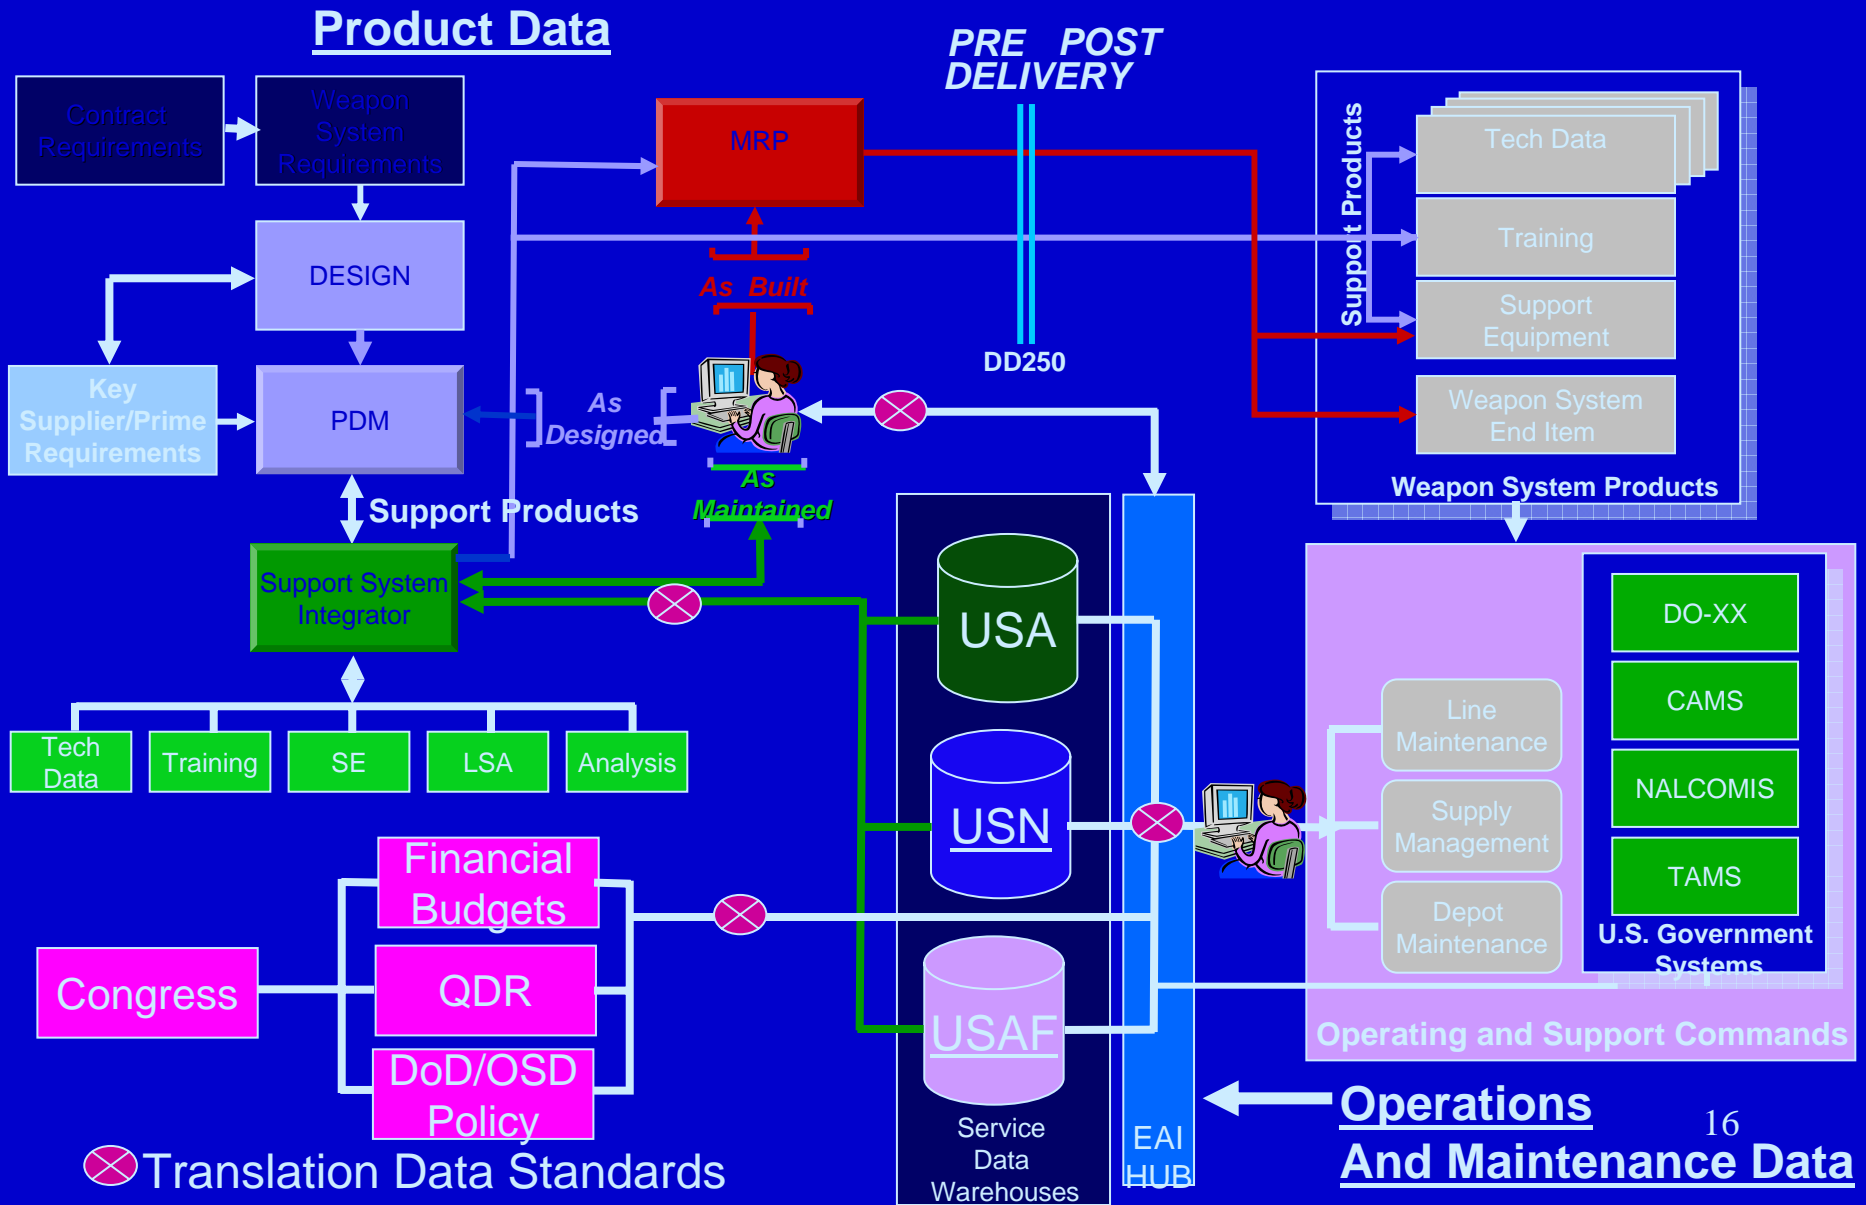 Product Data
PRE POST
DELIVERY
Contract
Requirements
Weapon
System
Requirements
MRP
Support Products
Tech Data
Training
Support
Equipment
Weapon System
End Item
Weapon System Products
DESIGN
As Built
DD250
Key
Supplier/Prime
Requirements
PDM
As
Designed
As
Maintained
Support Products
Support System
Integrator
Tech
Data
Training
SE
LSA
Analysis
USA
USN
USAF
Service
Data
Warehouses
EAI
HUB
Line
Maintenance
Supply
Management
Depot
Maintenance
DO-XX
CAMS
NALCOMIS
TAMS
U.S. Government
Systems
Operating and Support Commands
Congress
Financial
Budgets
QDR
DoD/OSD
Policy
Translation Data Standards
Operations
And Maintenance Data
16